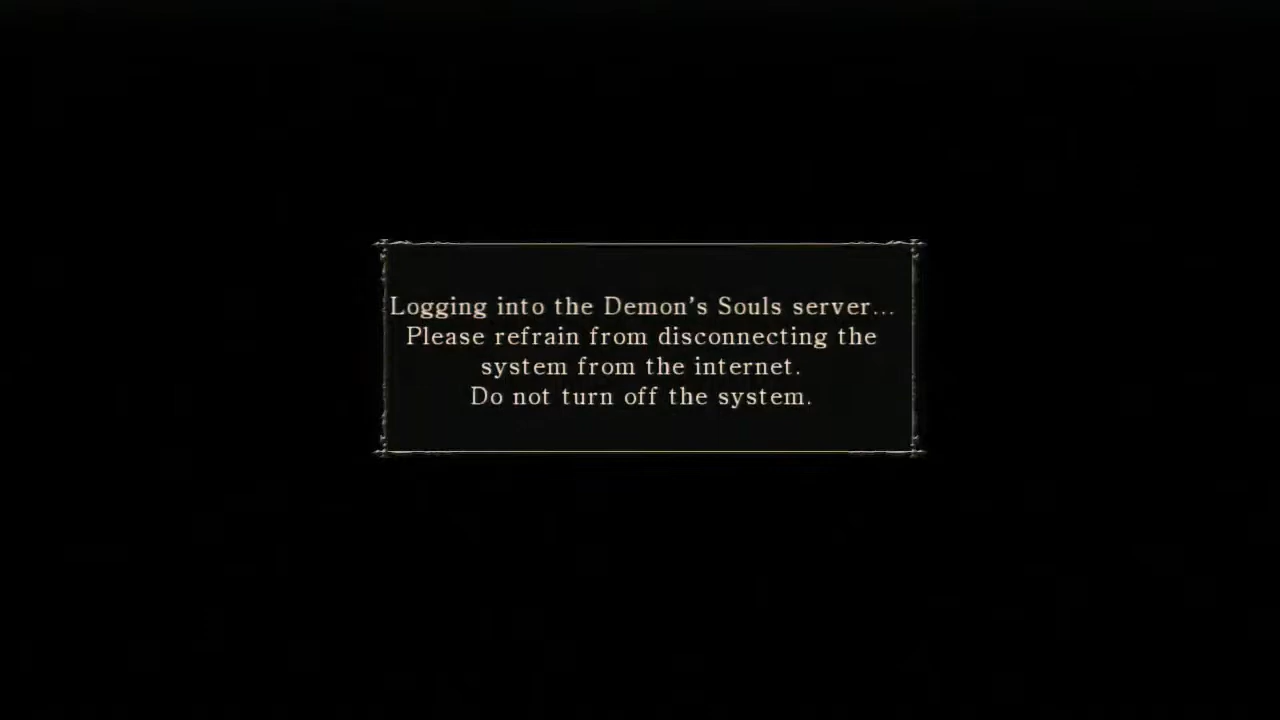 Logging into the Demon's Souls server...
Please refrain from disconnecting the
system from the internet.
Do not turn off the system.